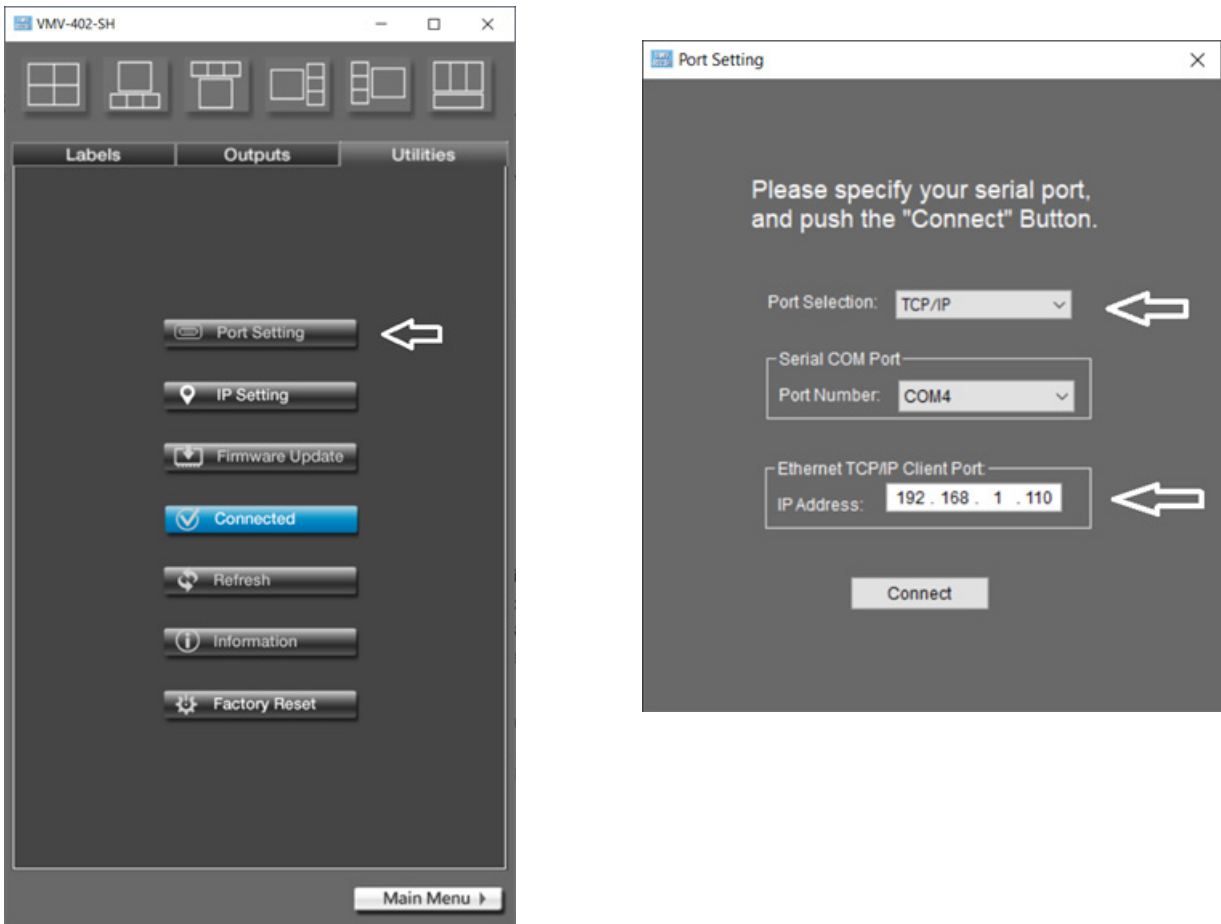 VMV-402-SH
Labels
Outputs
Utilities
Port Setting
IP Setting
Firmware Update
Connected
Refresh
Information
Factory Reset
Main Menu
Port Setting
Please specify your serial port,
and push the "Connect" Button.
Port Selection: TCP/IP
Serial COM Port
Port Number: COM4
Ethernet TCP/IP Client Port:
IP Address: 192 . 168 . 1 . 110
Connect